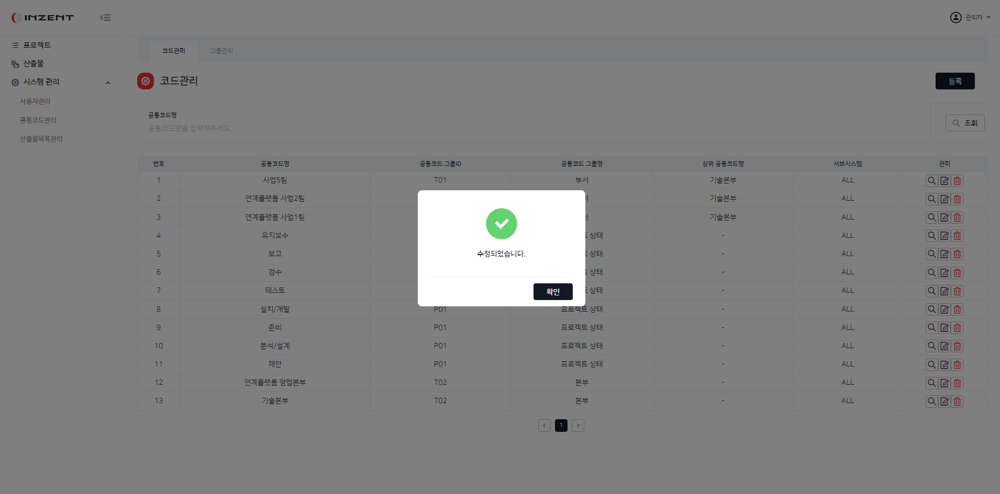 INZENT
관리자
프로젝트
산출물
시스템 관리
사용자관리
공통코드관리
산출물목록관리
코드관리 그룹관리
코드관리
등록
공통코드명
공통코드명을 입력해주세요.
조회
번호 공통코드명 공통코드 그룹ID 공통코드 그룹명 상위 공통코드명 서브시스템 관리
1 사업5팀 T01 부서 기술본부 ALL
2 연계플랫폼 사업2팀 서 기술본부 ALL
3 연계플랫폼 사업1팀 서 기술본부 ALL
4 유지보수 상태 - ALL
5 보고 상태 - ALL
6 검수 상태 - ALL
7 테스트 상태 - ALL
8 설치/개발 P01 프로젝트 상태 - ALL
9 준비 P01 프로젝트 상태 - ALL
10 분석/설계 P01 프로젝트 상태 - ALL
11 제안 P01 프로젝트 상태 - ALL
12 연계플랫폼 영업본부 T02 본부 - ALL
13 기술본부 T02 본부 - ALL
1
수정되었습니다.
확인